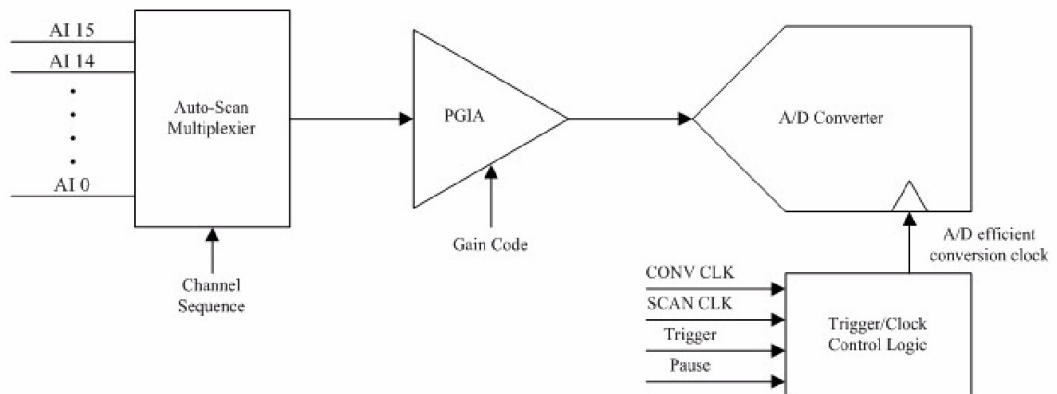 AI 15
AI 14
AI 0
Auto-Scan
Multiplexier
Channel
Sequence
PGIA
Gain Code
A/D Converter
A/D efficient
conversion clock
CONV CLK
SCAN CLK
Trigger
Pause
Trigger/Clock
Control Logic